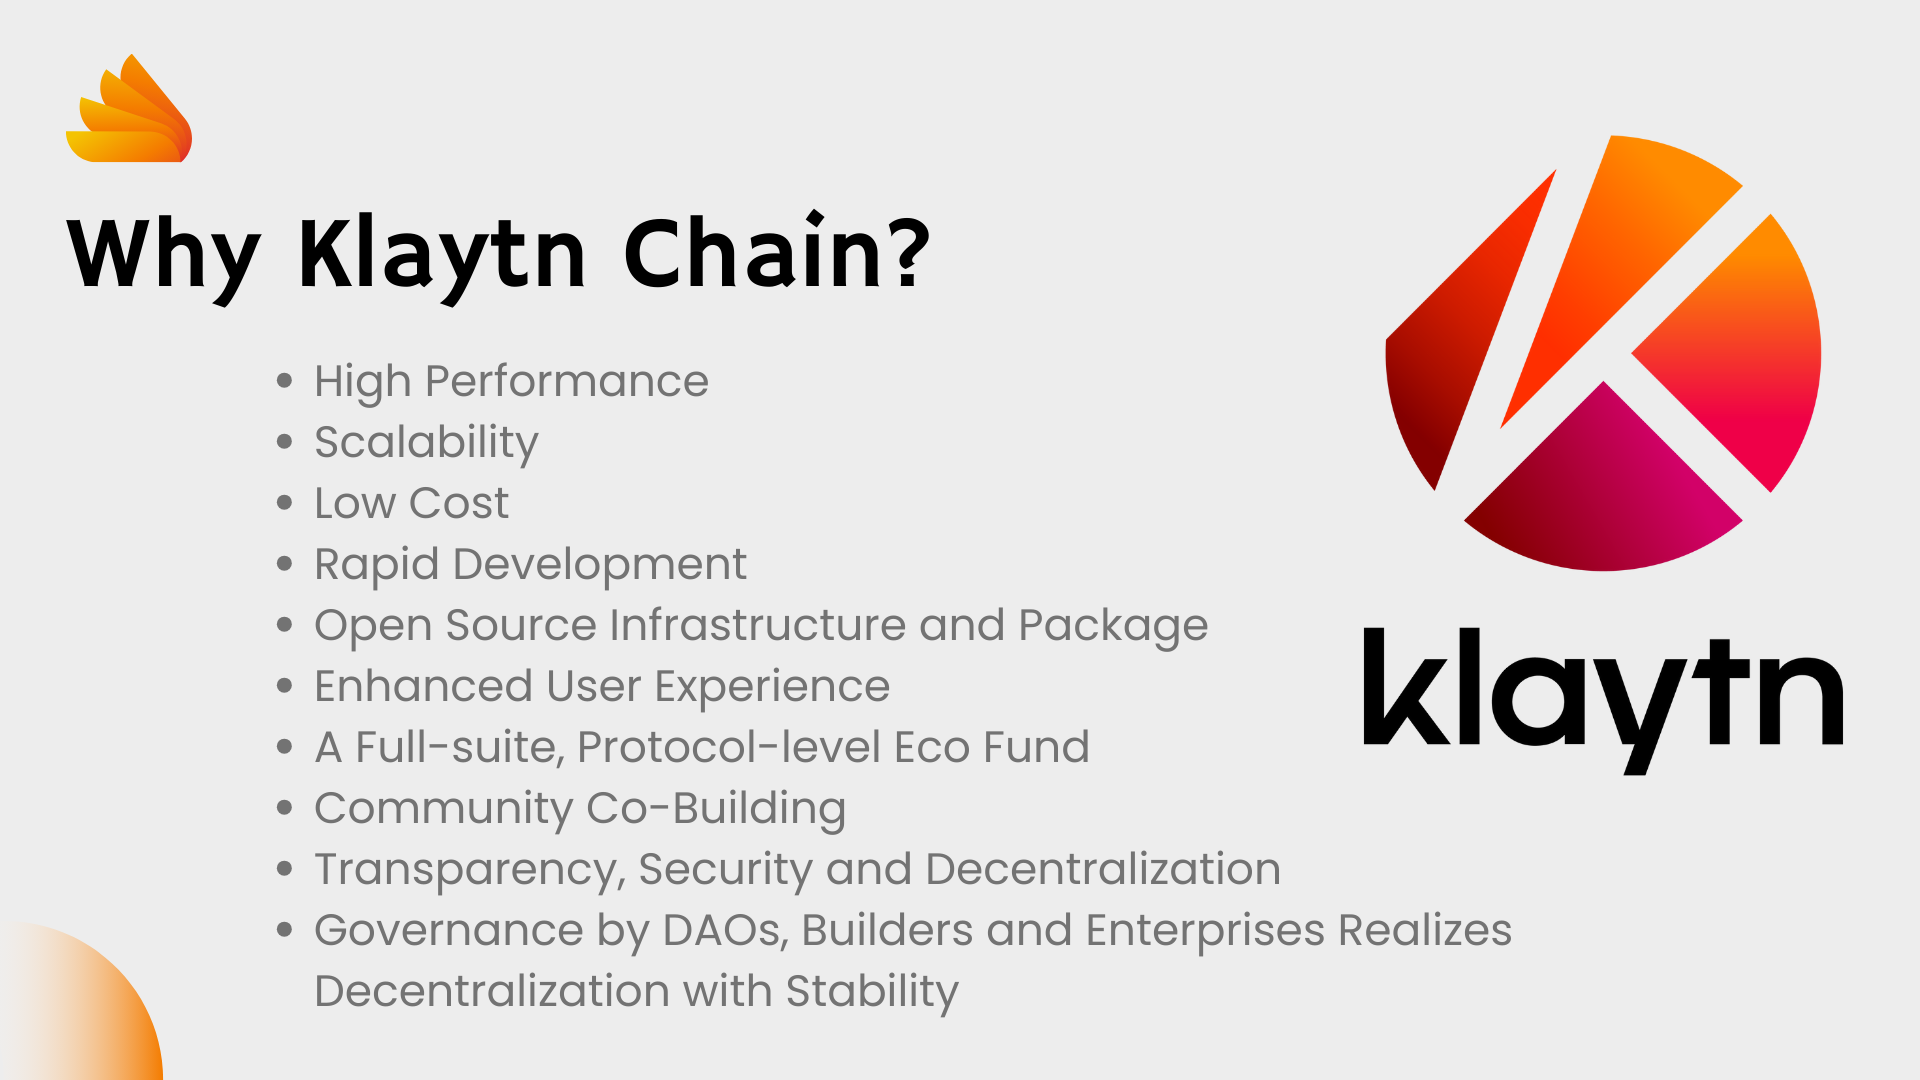 Why Klaytn Chain?
• High Performance
• Scalability
• Low Cost
• Rapid Development
• Open Source Infrastructure and Package
• Enhanced User Experience
• A Full-suite, Protocol-level Eco Fund
• Community Co-Building
• Transparency, Security and Decentralization
• Governance by DAOs, Builders and Enterprises Realizes
Decentralization with Stability
klaytn